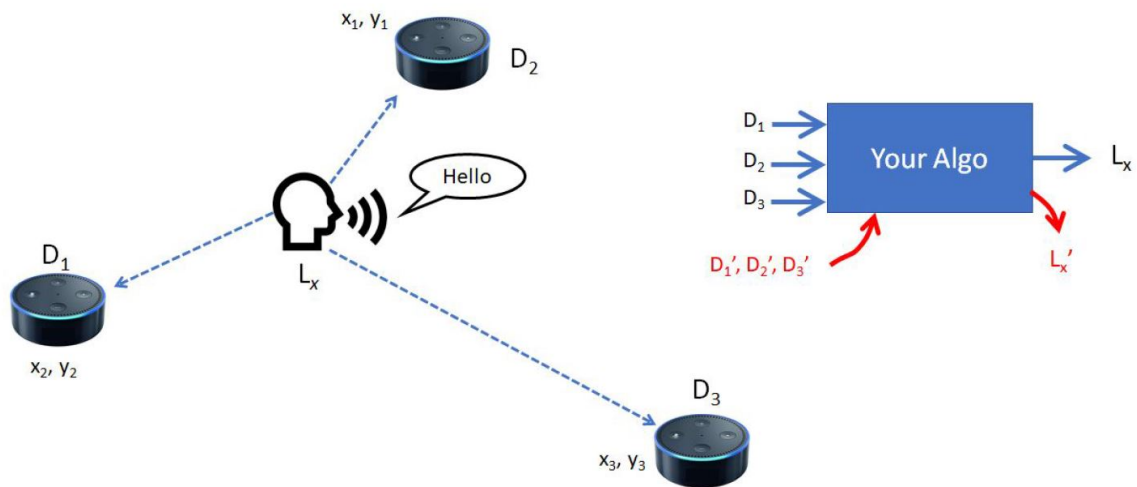 x₁, y₁
D₂
Hello
D₁
Lₓ
x₂, y₂
D₃
x₃, y₃
D₁
D₂
D₃
Your Algo
Lₓ
D₁’, D₂’, D₃’
Lₓ’